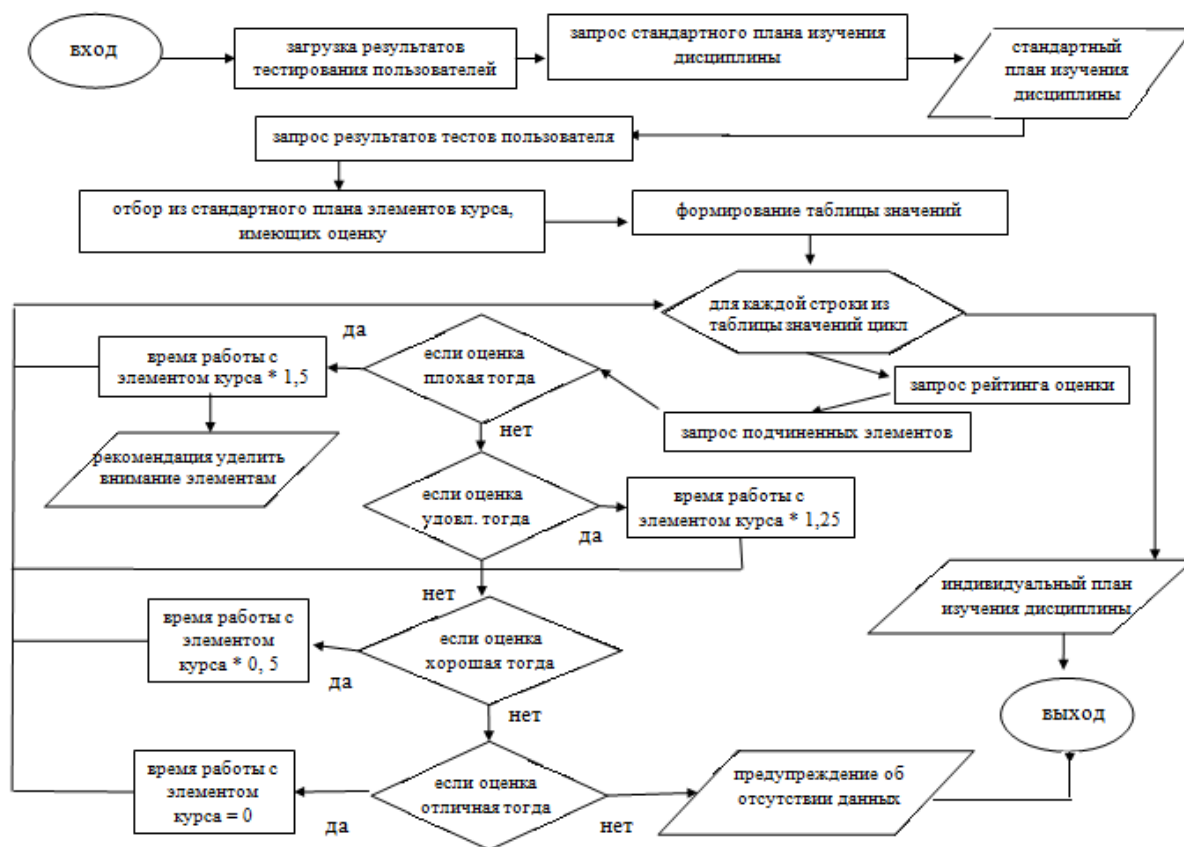 вход
загрузка результатов
тестирования пользователей
запрос стандартного плана изучения
дисциплины
стандартный
план изучения
дисциплины
запрос результатов тестов пользователя
отбор из стандартного плана элементов курса,
имеющих оценку
формирование таблицы значений
для каждой строки из
таблицы значений цикл
запрос рейтинга оценки
запрос подчиненных элементов
если оценка
плохая тогда
да
время работы с
элементом курса * 1,5
рекомендация уделить
внимание элементам
нет
если оценка
удовл. тогда
да
время работы с
элементом курса * 1,25
нет
если оценка
хорошая тогда
да
время работы с
элементом
курса * 0, 5
нет
если оценка
отличная тогда
да
время работы с
элементом
курса = 0
нет
предупреждение об
отсутствии данных
индивидуальный план
изучения дисциплины
выход